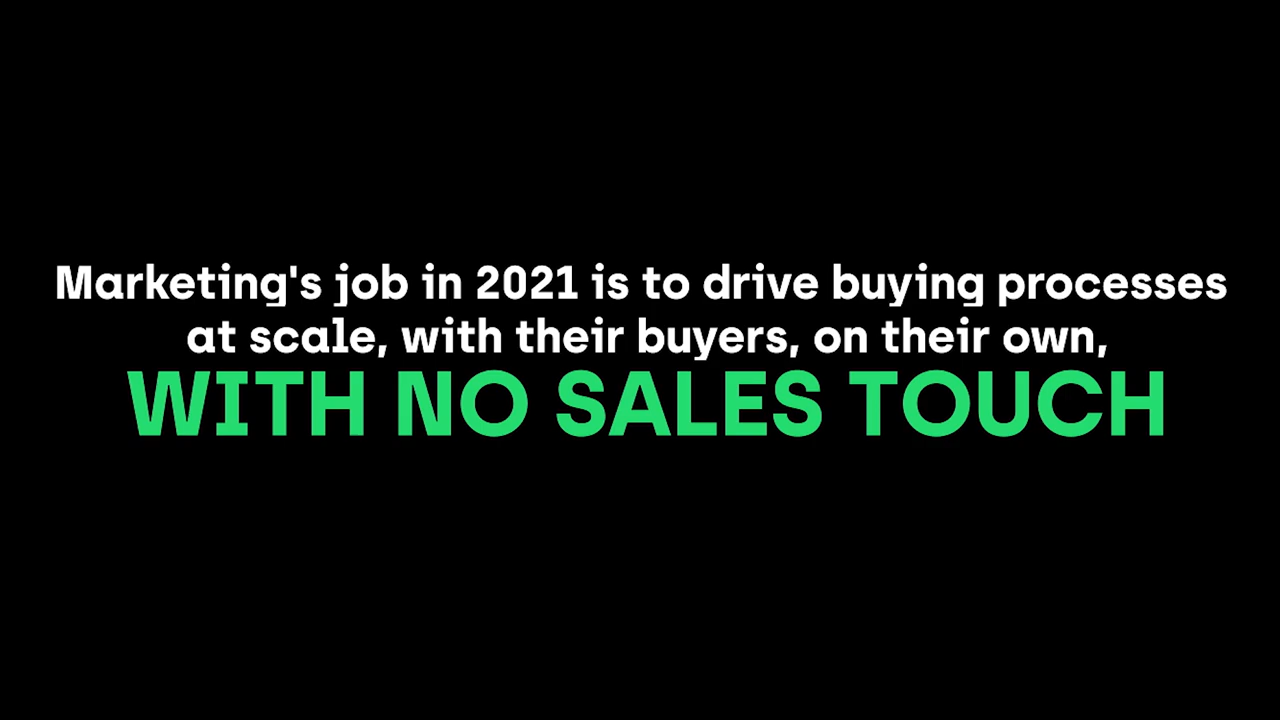 Marketing's job in 2021 is to drive buying processes
at scale, with their buyers, on their own,
WITH NO SALES TOUCH